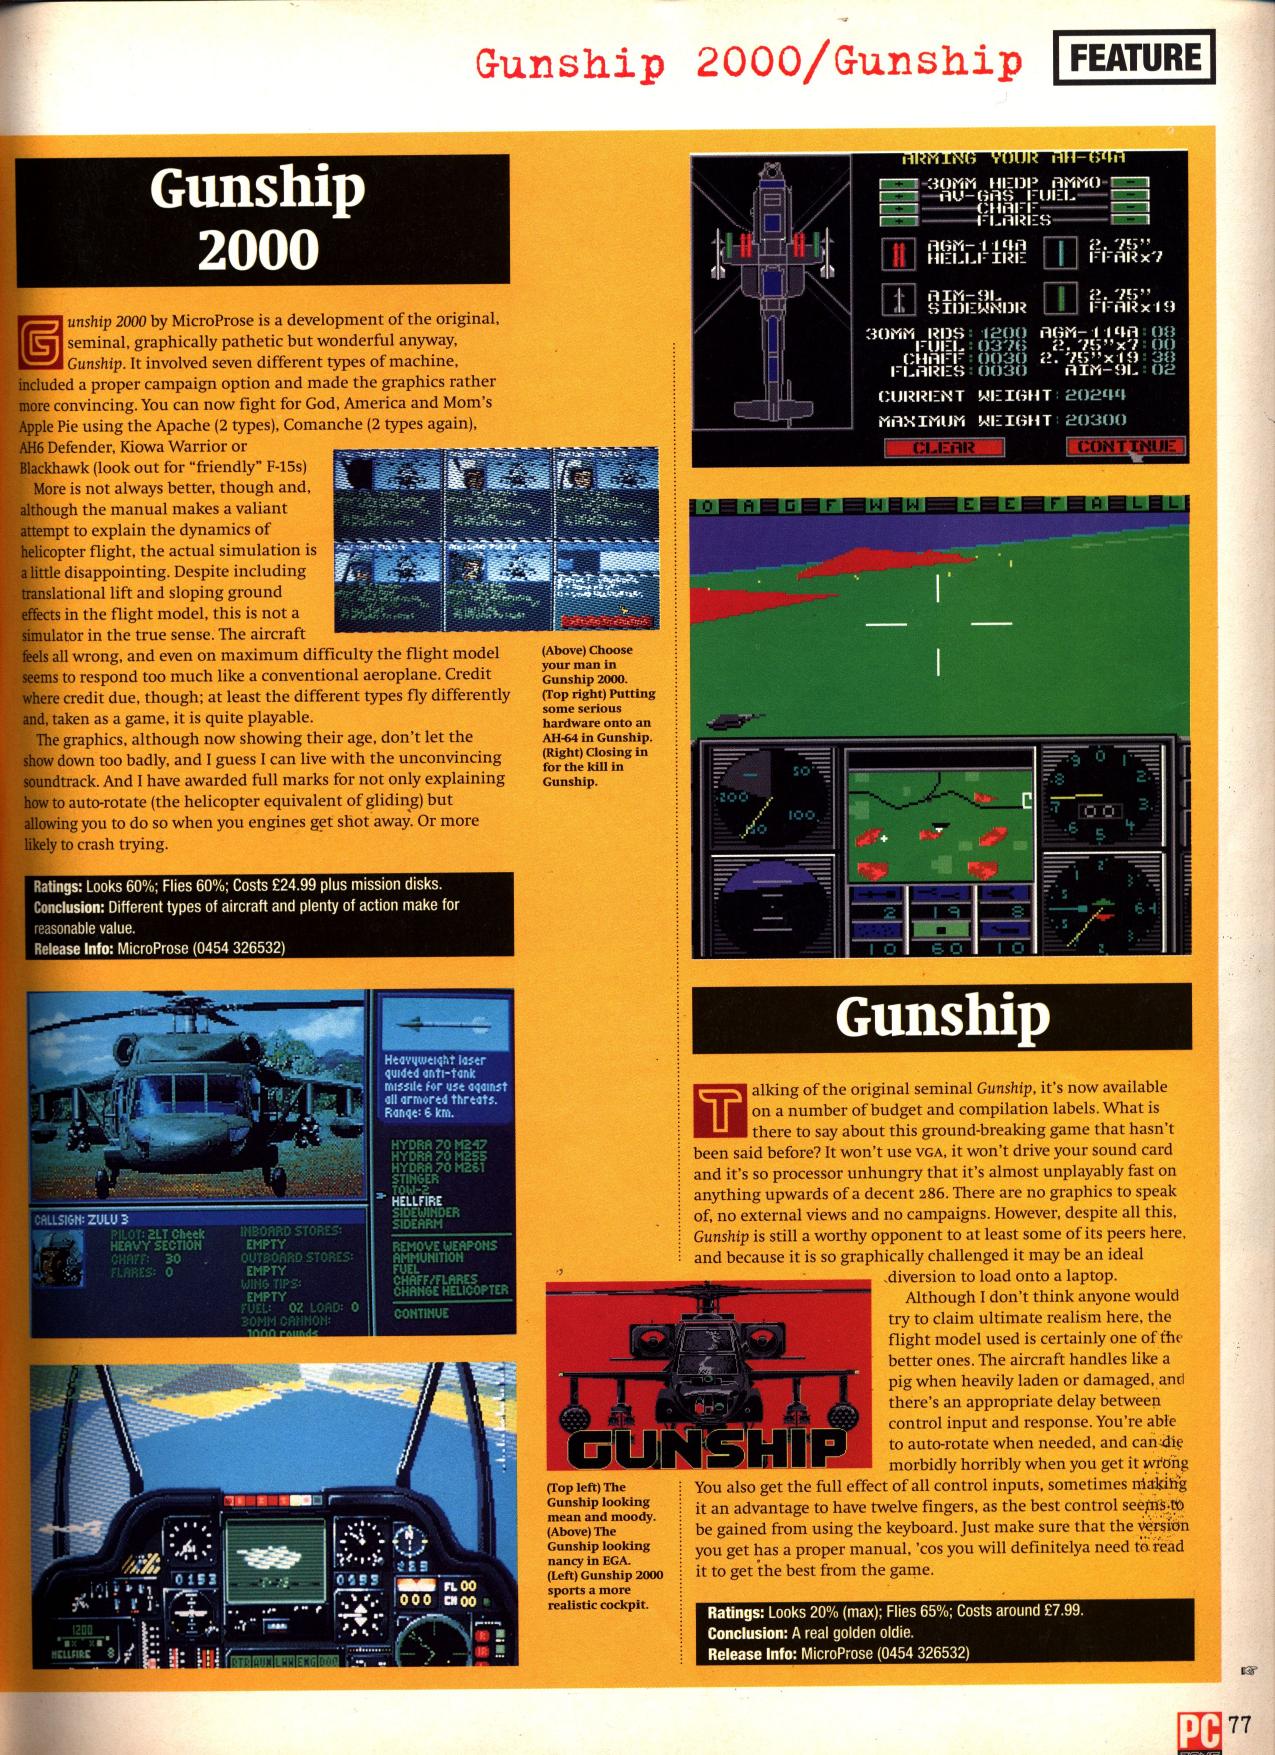 Gunship 2000/Gunship FEATURE
Gunship
2000
Gunship 2000 by MicroProse is a development of the original,
seminal, graphically pathetic but wonderful anyway,
Gunship. It involved seven different types of machine,
included a proper campaign option and made the graphics rather
more convincing. You can now fight for God, America and Mom's
Apple Pie using the Apache (2 types), Comanche (2 types again),
AH6 Defender, Kiowa Warrior or
Blackhawk (look out for "friendly" F-15s)
More is not always better, though and,
although the manual makes a valiant
attempt to explain the dynamics of
helicopter flight, the actual simulation is
a little disappointing. Despite including
translational lift and sloping ground
effects in the flight model, this is not a
simulator in the true sense. The aircraft
feels all wrong, and even on maximum difficulty the flight model
seems to respond too much like a conventional aeroplane. Credit
where credit due, though; at least the different types fly differently
and, taken as a game, it is quite playable.
The graphics, although now showing their age, don't let the
show down too badly, and I guess I can live with the unconvincing
soundtrack. And I have awarded full marks for not only explaining
how to auto-rotate (the helicopter equivalent of gliding) but
allowing you to do so when you engines get shot away. Or more
likely to crash trying.
Ratings: Looks 60%; Flies 60%; Costs £24.99 plus mission disks.
Conclusion: Different types of aircraft and plenty of action make for
reasonable value.
Release Info: MicroProse (0454 326532)
(Above) Choose
your man in
Gunship 2000.
(Top right) Putting
some serious
hardware onto an
AH-64 in Gunship.
(Right) Closing in
for the kill in
Gunship.
Heavyweight laser
guided anti-tank
missile for use against
all armored threats.
Range: 6 km.
HYDRA 70 M247
HYDRA 70 M255
HYDRA 70 M261
STINGER
TOW-2
HELLFIRE
SIDEWINDER
SIDEARM
REMOVE WEAPONS
AMMUNITION
FUEL
CHAFF/FLARES
CHANGE HELICOPTER
CONTINUE
CALLSIGN: ZULU 3
PILOT: 2LT Cheek
HEAVY SECTION
CHAFF: 30
FLARES: 0
INBOARD STORES:
EMPTY
OUTBOARD STORES:
EMPTY
WING TIPS:
EMPTY
FUEL: 0% LOAD: 0
30MM CANNON:
1000 rounds
FL 00
CH 00
000
1200
HELLFIRE 8
ARMING YOUR AH-64A
30MM HEDP AMMO
AV-GAS FUEL
CHAFF
FLARES
AGM-114A
HELLFIRE
2.75"
FFARx7
AIM-9L
SIDEWNDR
2.75"
FFARx19
30MM RDS:1200 AGM-114A:08
FUEL:0376 2.75"x7:00
CHAFF:0030 2.75"x19:38
FLARES:0030 AIM-9L:02
CURRENT WEIGHT:20244
MAXIMUM WEIGHT:20300
CLEAR CONTINUE
O A G F W W E E F A L L
2 19 8
10 60 10
Gunship
Talking of the original seminal Gunship, it's now available
on a number of budget and compilation labels. What is
there to say about this ground-breaking game that hasn't
been said before? It won't use VGA, it won't drive your sound card
and it's so processor unhungry that it's almost unplayably fast on
anything upwards of a decent 286. There are no graphics to speak
of, no external views and no campaigns. However, despite all this,
Gunship is still a worthy opponent to at least some of its peers here,
and because it is so graphically challenged it may be an ideal
diversion to load onto a laptop.
Although I don't think anyone would
try to claim ultimate realism here, the
flight model used is certainly one of the
better ones. The aircraft handles like a
pig when heavily laden or damaged, and
there's an appropriate delay between
control input and response. You're able
to auto-rotate when needed, and can die
morbidly horribly when you get it wrong
You also get the full effect of all control inputs, sometimes making
it an advantage to have twelve fingers, as the best control seems to
be gained from using the keyboard. Just make sure that the version
you get has a proper manual, 'cos you will definitelya need to read
it to get the best from the game.
GUNSHIP
(Top left) The
Gunship looking
mean and moody.
(Above) The
Gunship looking
nancy in EGA.
(Left) Gunship 2000
sports a more
realistic cockpit.
Ratings: Looks 20% (max); Flies 65%; Costs around £7.99.
Conclusion: A real golden oldie.
Release Info: MicroProse (0454 326532)
PC 77